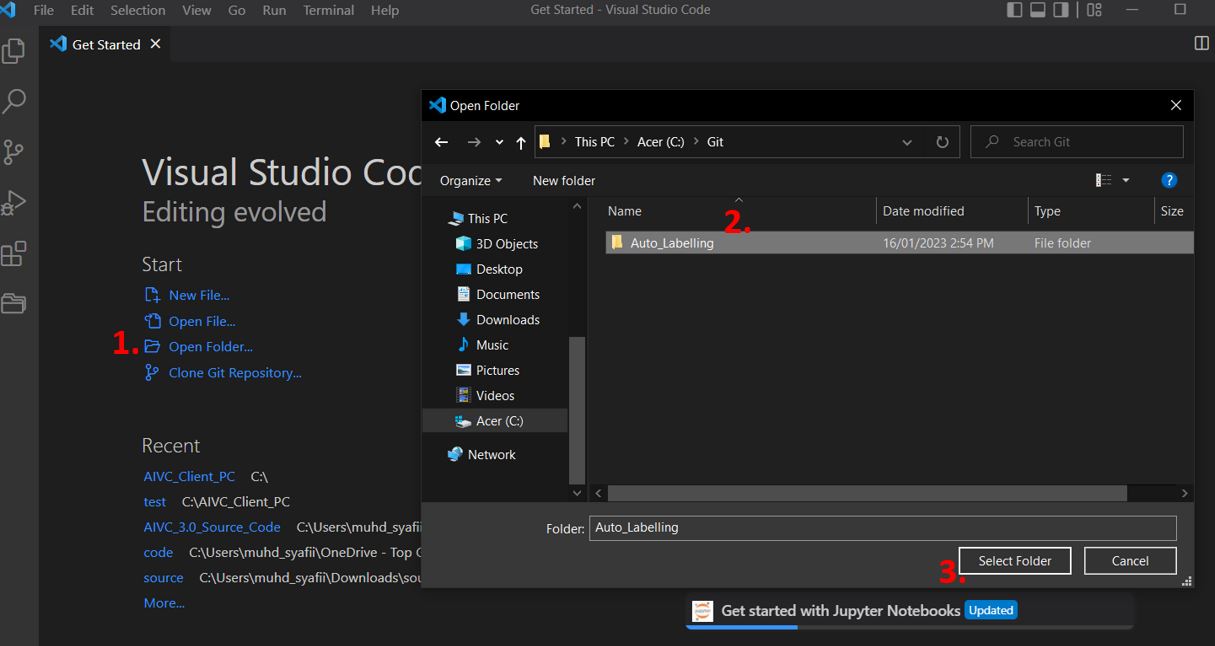 File Edit Selection View Go Run Terminal Help Get Started - Visual Studio Code
Get Started
Open Folder
This PC > Acer (C:) > Git
Search Git
Organize New folder
?
Name Date modified Type Size
2.
Auto_Labelling 16/01/2023 2:54 PM File folder
This PC
3D Objects
Desktop
Documents
Downloads
Music
Pictures
Videos
Acer (C:)
Network
Folder: Auto_Labelling
3.
Select Folder Cancel
Visual Studio Cod
Editing evolved
Start
New File...
Open File...
1. Open Folder...
Clone Git Repository...
Recent
AIVC_Client_PC C:\
test C:\AIVC_Client_PC
AIVC_3.0_Source_Code C:\Users\muhd_syafii
code C:\Users\muhd_syafii\OneDrive - Top G
source C:\Users\muhd_syafii\Downloads\sou
More...
Get started with Jupyter Notebooks Updated